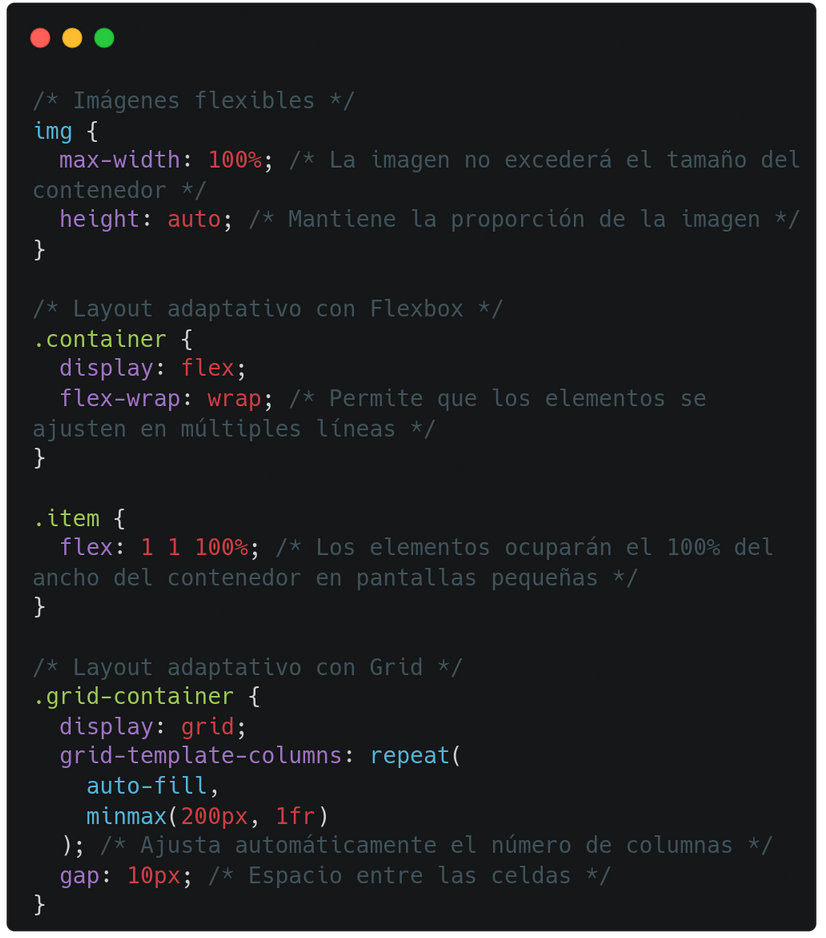 /* Imágenes flexibles */
img {
  max-width: 100%; /* La imagen no excederá el tamaño del
contenedor */
  height: auto; /* Mantiene la proporción de la imagen */
}

/* Layout adaptativo con Flexbox */
.container {
  display: flex;
  flex-wrap: wrap; /* Permite que los elementos se
ajusten en múltiples líneas */
}

.item {
  flex: 1 1 100%; /* Los elementos ocuparán el 100% del
ancho del contenedor en pantallas pequeñas */
}

/* Layout adaptativo con Grid */
.grid-container {
  display: grid;
  grid-template-columns: repeat(
    auto-fill,
    minmax(200px, 1fr)
  ); /* Ajusta automáticamente el número de columnas */
  gap: 10px; /* Espacio entre las celdas */
}